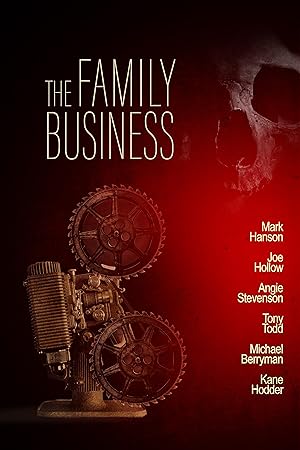 THE FAMILY
BUSINESS
Mark
Hanson
Joe
Hollow
Angie
Stevenson
Tony
Todd
Michael
Berryman
Kane
Hodder